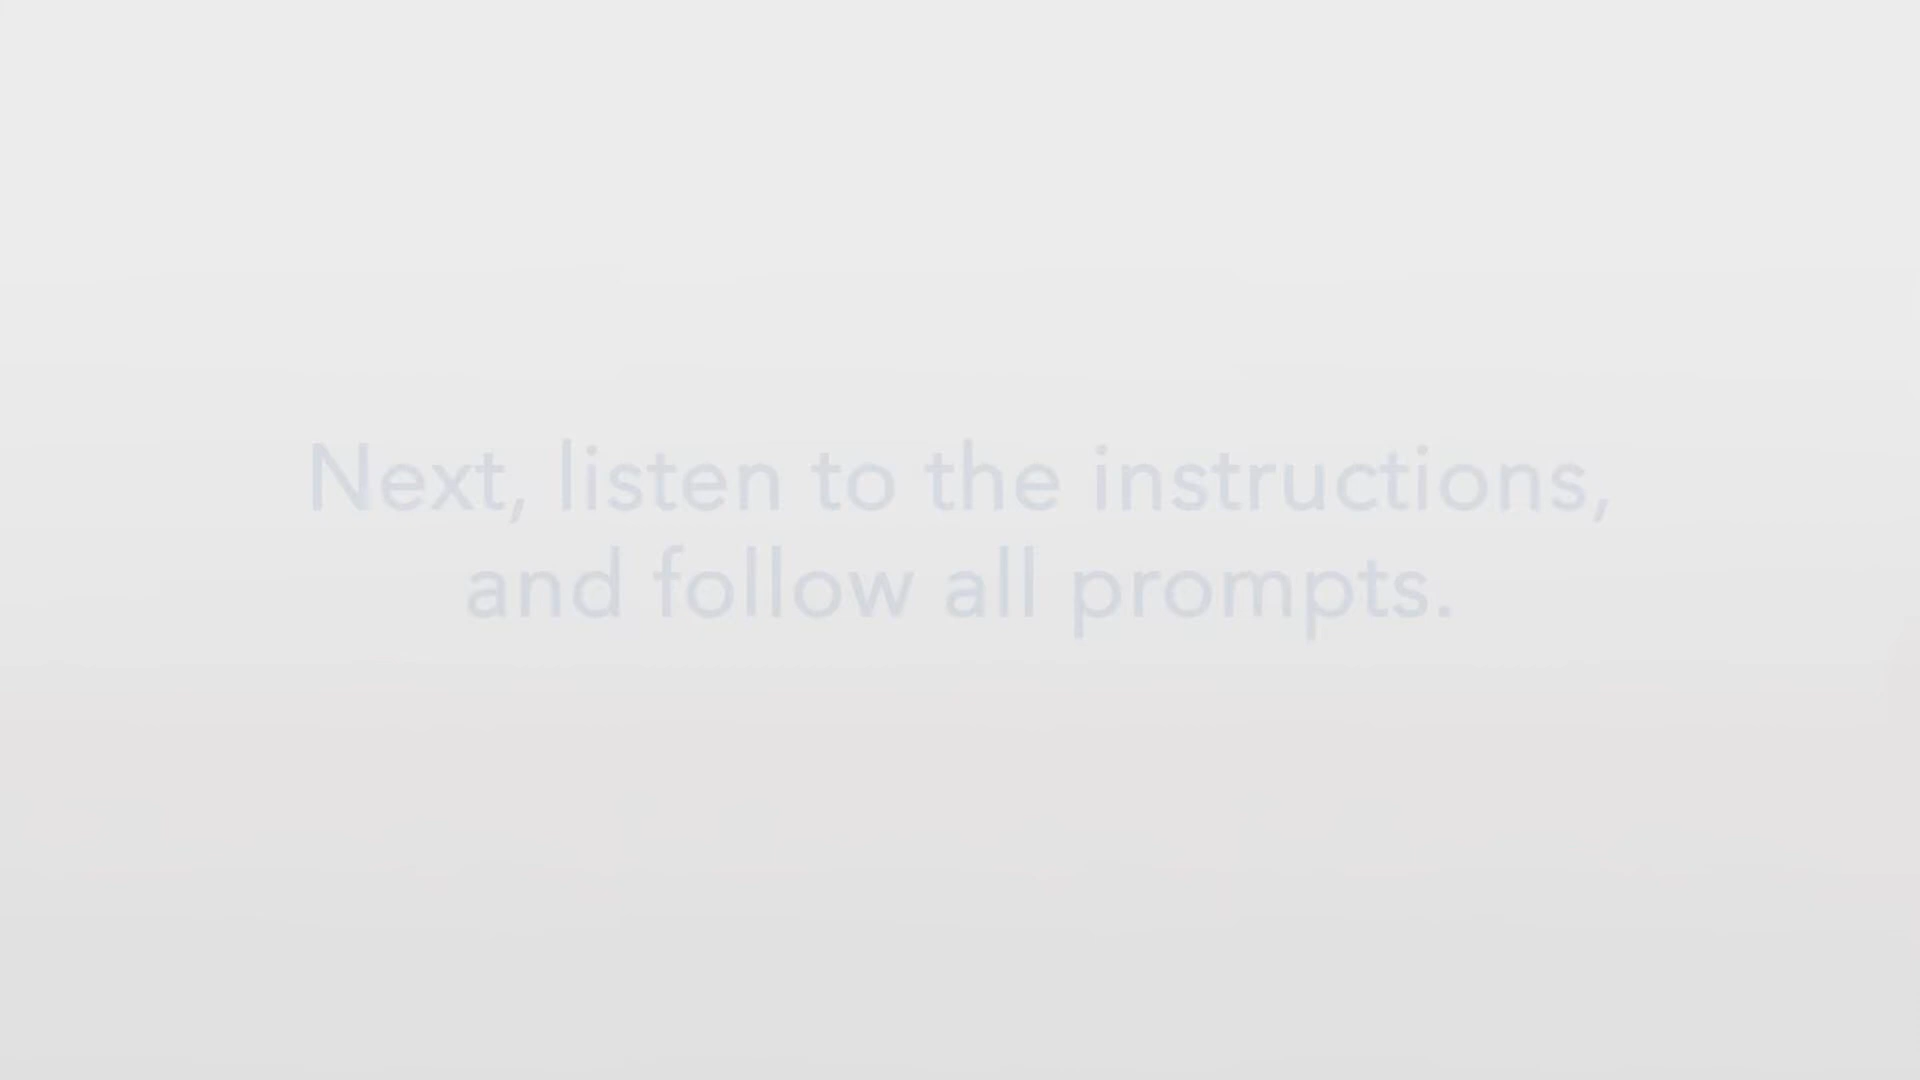 Next, listen to the instructions,
and follow all prompts.